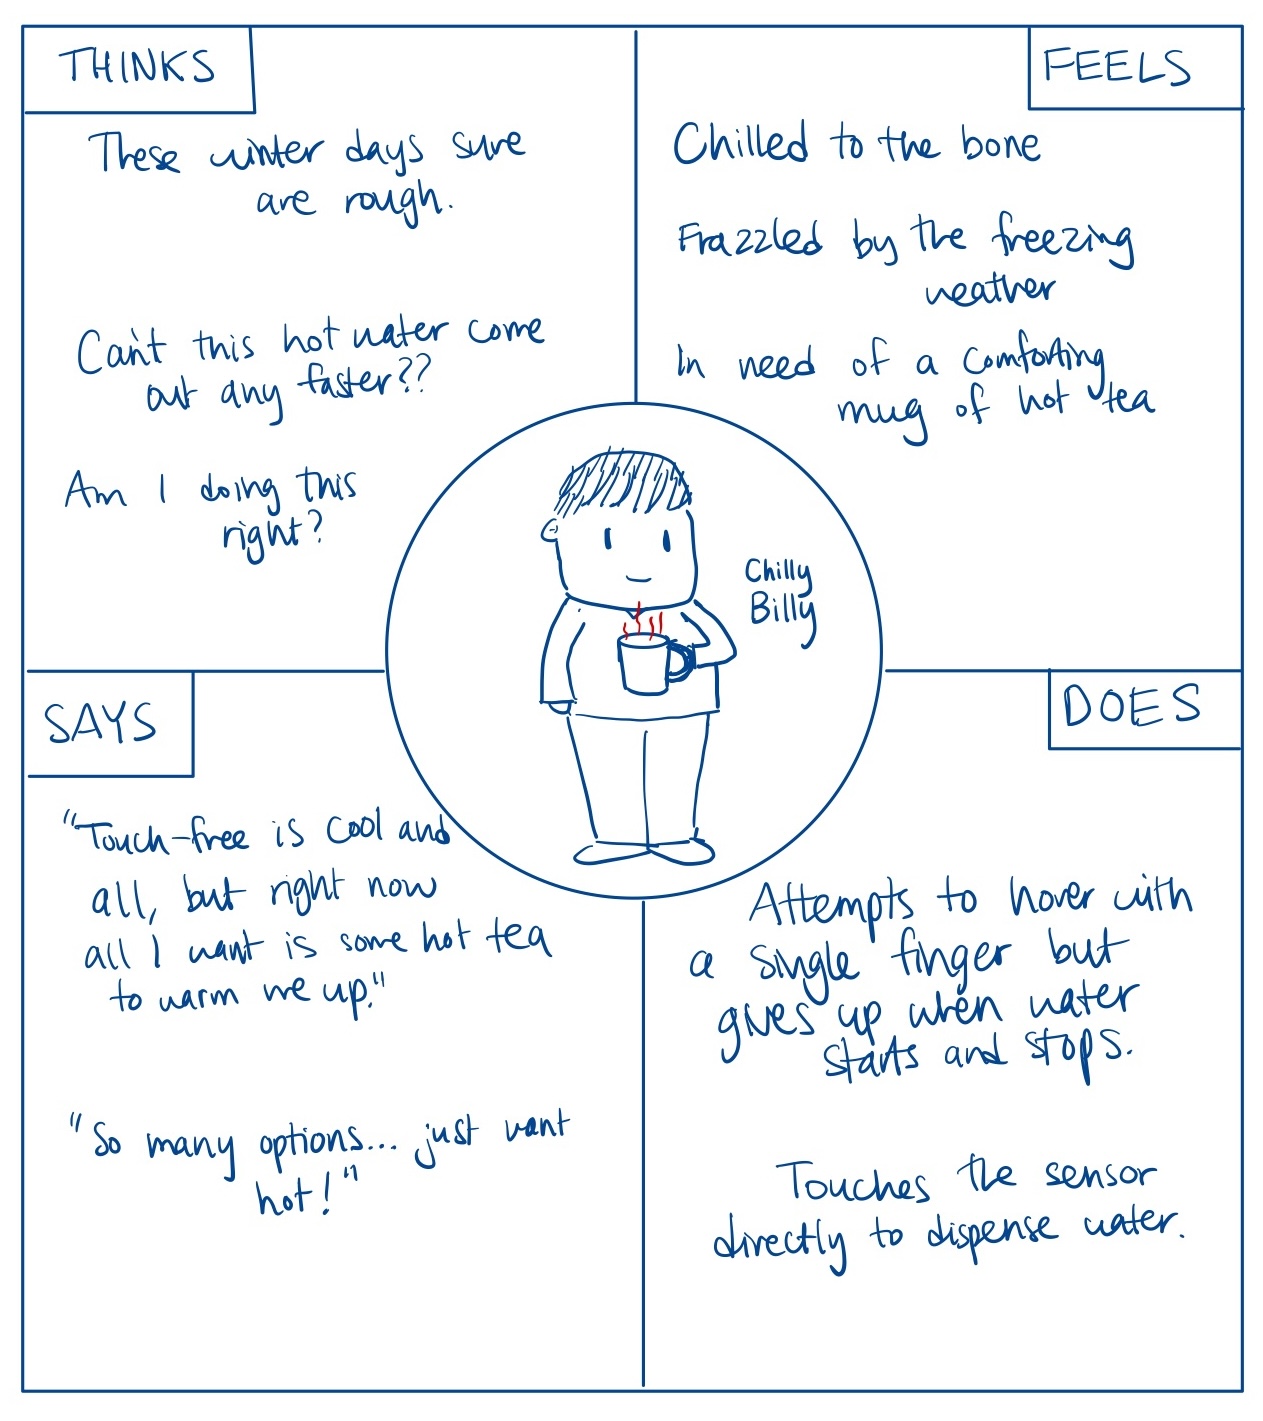 THINKS
These winter days sure
are rough.
Can't this hot water come
out any faster??
Am I doing this
right?
FEELS
Chilled to the bone
Frazzled by the freezing
weather
In need of a comforting
mug of hot tea
Chilly
Billy
SAYS
"Touch-free is cool and
all, but right now
all I want is some hot tea
to warm me up."
"So many options... just want
hot!"
DOES
Attempts to hover with
a single finger but
gives up when water
starts and stops.
Touches the sensor
directly to dispense water.